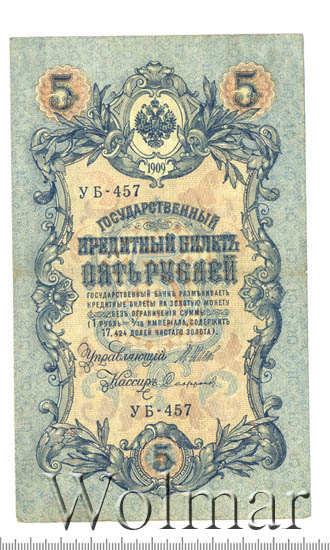 5 5
1909
УБ-457
ГОСУДАРСТВЕННЫЙ
КРЕДИТНЫЙ БИЛЕТЪ
ПЯТЬ РУБЛЕЙ
ГОСУДАРСТВЕННЫЙ БАНКЪ РАЗМѢНИВАЕТЪ
КРЕДИТНЫЕ БИЛЕТЫ НА ЗОЛОТУЮ МОНЕТУ
БЕЗЪ ОГРАНИЧЕНІЯ СУММЫ
(1 РУБЛЬ = 1/15 ИМПЕРІАЛА, СОДЕРЖИТЪ
17,424 ДОЛЕЙ ЧИСТАГО ЗОЛОТА).
Управляющій
Кассиръ
УБ-457
5
Wolmar
Wolmar